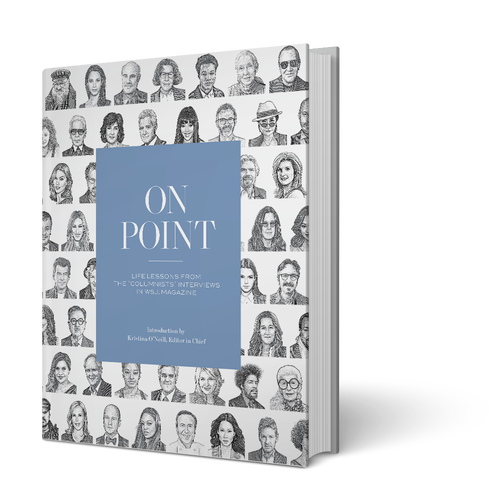 ON
POINT
LIFE LESSONS FROM
THE "COLUMNISTS" INTERVIEWS
IN WSJ. MAGAZINE
Introduction by
Kristina O'Neill, Editor in Chief